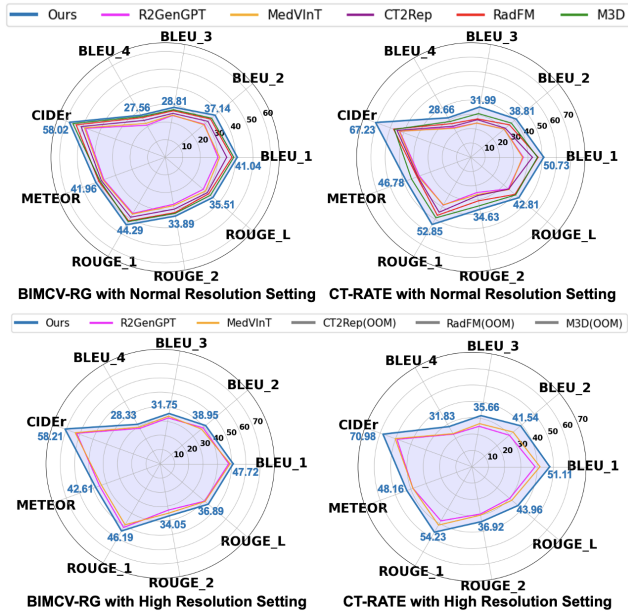 Ours R2GenGPT MedVInT CT2Rep RadFM M3D
BLEU_3
BLEU_4
BLEU_2
CIDEr
BLEU_1
METEOR
ROUGE_L
ROUGE_1
ROUGE_2
27.56 28.81 37.14
58.02
41.04
41.96
35.51
44.29 33.89
10 20 30 40 50 60
BIMCV-RG with Normal Resolution Setting
BLEU_3
BLEU_4
BLEU_2
CIDEr
BLEU_1
METEOR
ROUGE_L
ROUGE_1
ROUGE_2
28.66 31.99 38.81
67.23
50.73
46.78
42.81
52.85 34.63
10 20 30 40 50 60 70
CT-RATE with Normal Resolution Setting
Ours R2GenGPT MedVInT CT2Rep(OOM) RadFM(OOM) M3D(OOM)
BLEU_3
BLEU_4
BLEU_2
CIDEr
BLEU_1
METEOR
ROUGE_L
ROUGE_1
ROUGE_2
28.33 31.75 38.95
58.21
47.72
42.61
36.89
46.19 34.05
10 20 30 40 50 60 70
BIMCV-RG with High Resolution Setting
BLEU_3
BLEU_4
BLEU_2
CIDEr
BLEU_1
METEOR
ROUGE_L
ROUGE_1
ROUGE_2
31.83 35.66 41.54
70.98
51.11
48.16
43.96
54.23 36.92
10 20 30 40 50 60 70
CT-RATE with High Resolution Setting